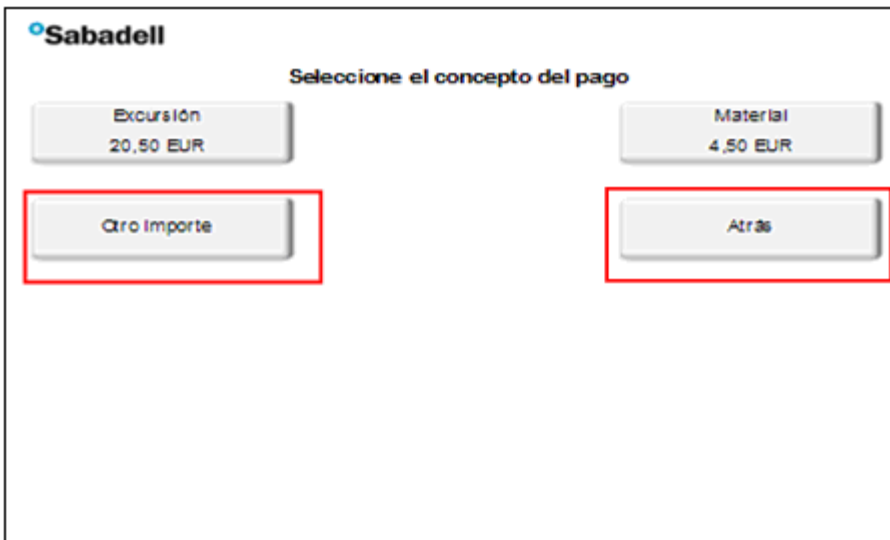 Sabadell
Seleccione el concepto del pago
Excursión
20,50 EUR
Material
4,50 EUR
Otro Importe
Atrás